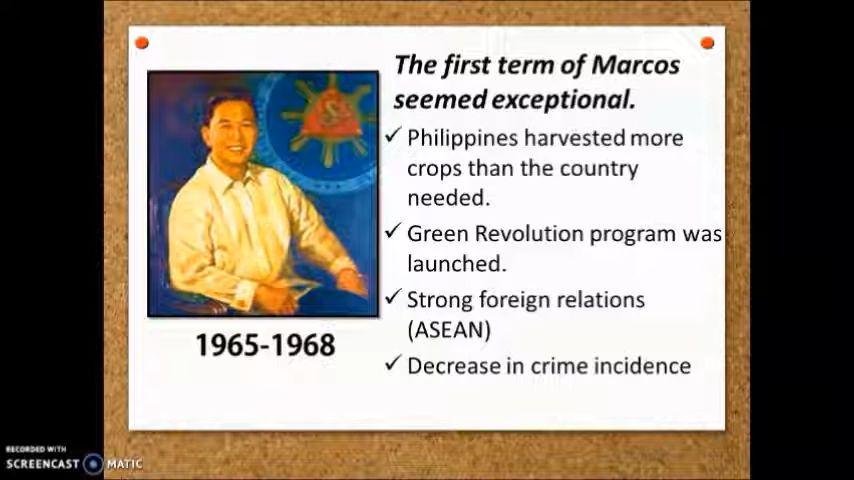 The first term of Marcos
seemed exceptional.
✓ Philippines harvested more
crops than the country
needed.
✓ Green Revolution program was
launched.
✓ Strong foreign relations
(ASEAN)
✓ Decrease in crime incidence
1965-1968
RECORDED WITH
SCREENCAST MATIC